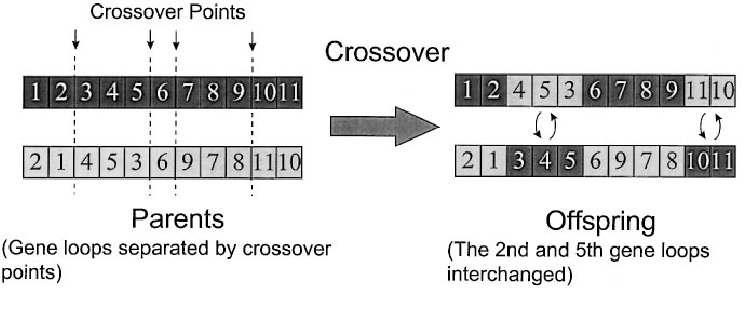 Crossover Points
Crossover
1 2 3 4 5 6 7 8 9 10 11
1 2 4 5 3 6 7 8 9 11 10
2 1 4 5 3 6 9 7 8 11 10
2 1 3 4 5 6 9 7 8 10 11
Parents
(Gene loops separated by crossover
points)
Offspring
(The 2nd and 5th gene loops
interchanged)